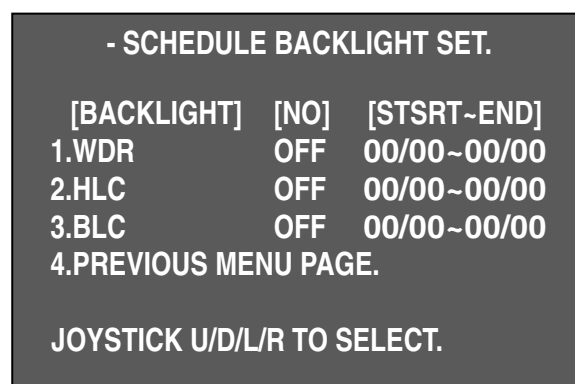 - SCHEDULE BACKLIGHT SET.
[BACKLIGHT] [NO] [STSRT~END]
1.WDR OFF 00/00~00/00
2.HLC OFF 00/00~00/00
3.BLC OFF 00/00~00/00
4.PREVIOUS MENU PAGE.
JOYSTICK U/D/L/R TO SELECT.